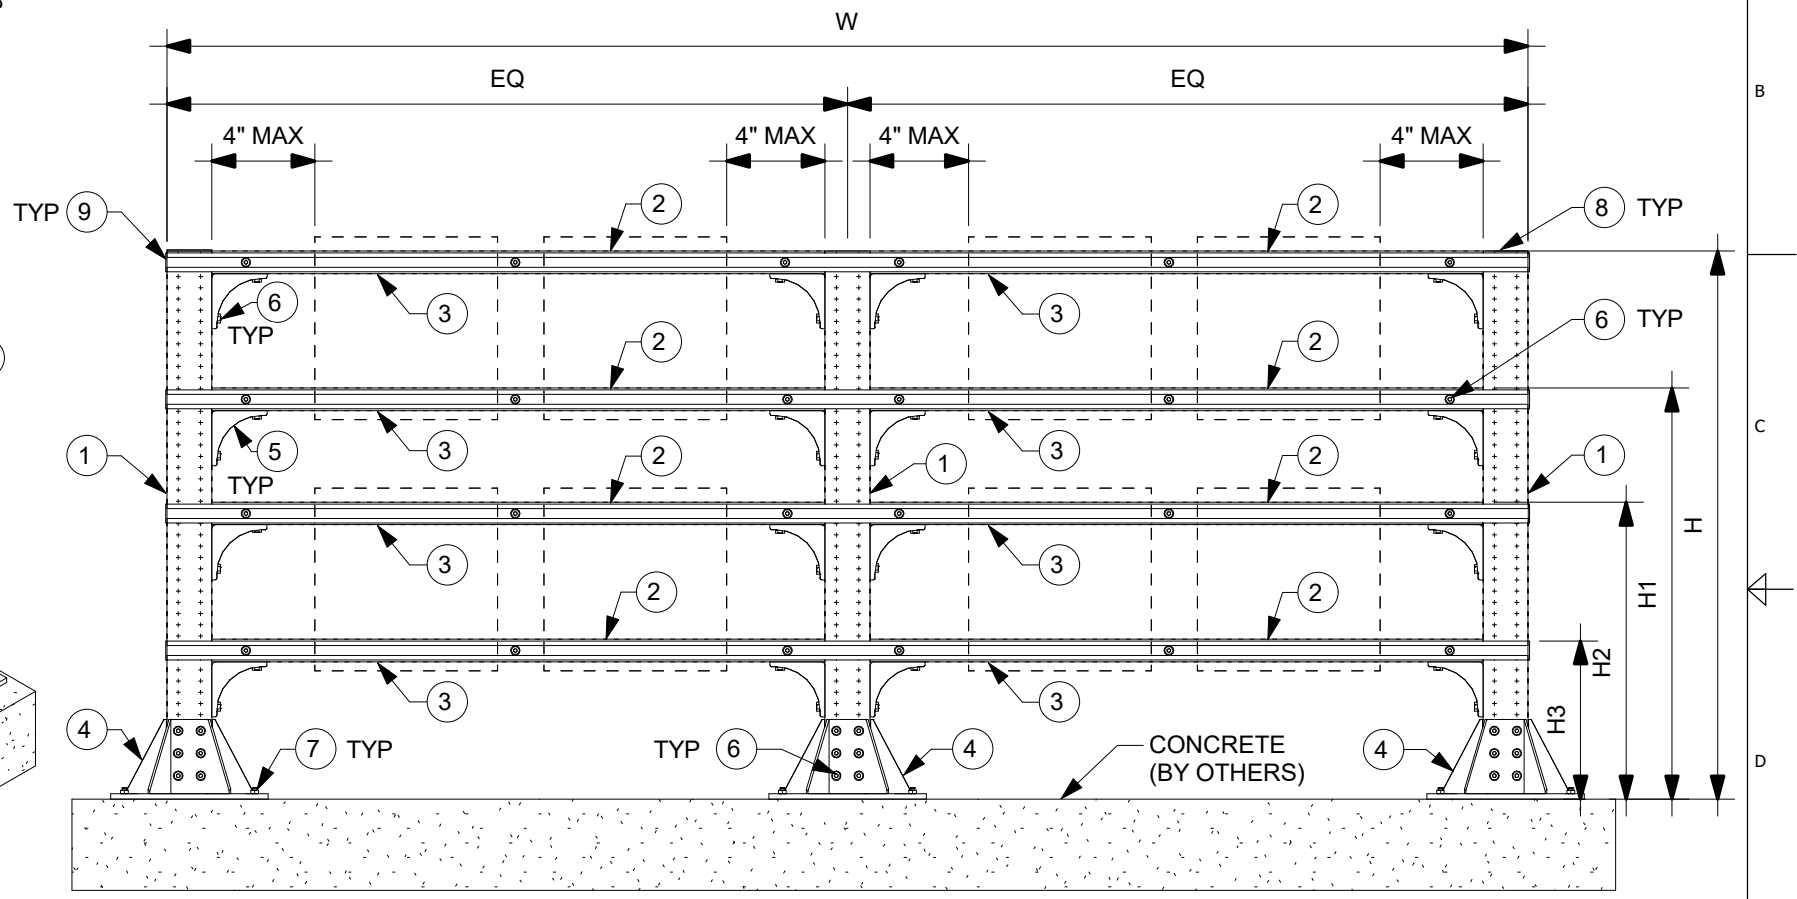 W
EQ EQ
B
4" MAX 4" MAX 4" MAX 4" MAX
TYP 9 2 2 8 TYP
6 3 3 6 TYP
TYP
2 2
5 3 3 C
1 2 1 2 1
TYP
H
3 3
2 2 H1
H2
3 3 H3
4 7 TYP TYP 6 4 CONCRETE 4
(BY OTHERS) D